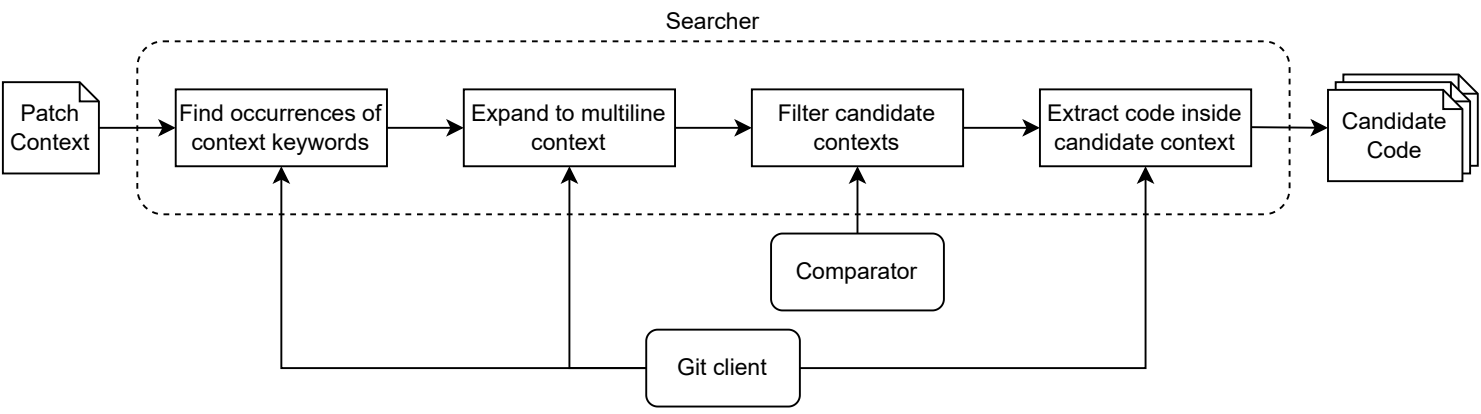 Searcher
Patch
Context
Find occurrences of
context keywords
Expand to multiline
context
Filter candidate
contexts
Extract code inside
candidate context
Candidate
Code
Comparator
Git client